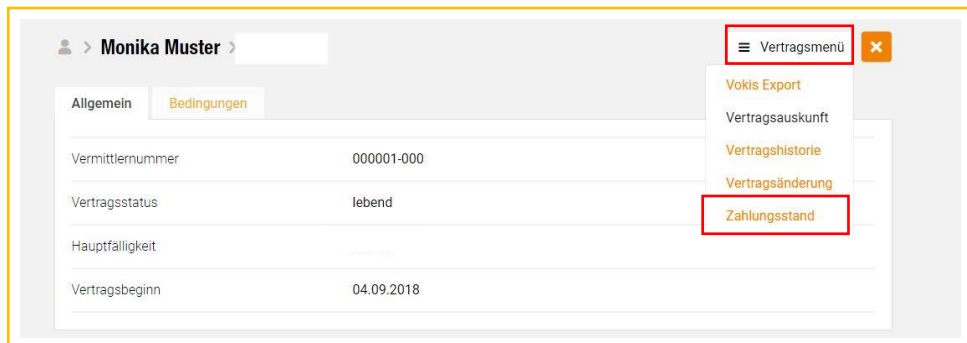 > Monika Muster >
≡ Vertragsmenü ×
Vokis Export
Allgemein Bedingungen
Vertragsauskunft
Vertragshistorie
Vermittlernummer 000001-000
Vertragsänderung
Vertragsstatus lebend
Zahlungsstand
Hauptfälligkeit
Vertragsbeginn 04.09.2018